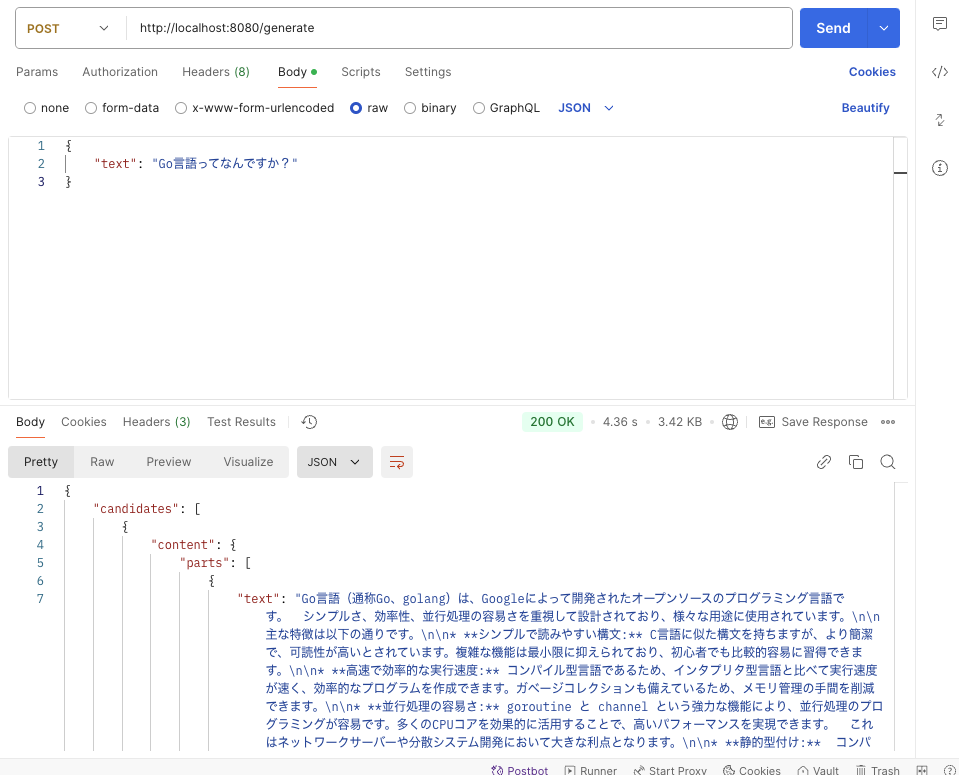 POST http://localhost:8080/generate Send
Params Authorization Headers (8) Body Scripts Settings Cookies
none form-data x-www-form-urlencoded raw binary GraphQL JSON Beautify
1 {
2 "text": "Go言語ってなんですか？"
3 }
Body Cookies Headers (3) Test Results 200 OK 4.36 s 3.42 KB e.g. Save Response
Pretty Raw Preview Visualize JSON
1 {
2 "candidates": [
3 {
4 "content": {
5 "parts": [
6 {
7 "text": "Go言語（通称Go、golang）は、Googleによって開発されたオープンソースのプログラミング言語で
す。  シンプルさ、効率性、並行処理の容易さを重視して設計されており、様々な用途に使用されています。\n\n
主な特徴は以下の通りです。\n\n* **シンプルで読みやすい構文:** C言語に似た構文を持ちますが、より簡潔
で、可読性が高いとされています。複雑な機能は最小限に抑えられており、初心者でも比較的容易に習得できま
す。\n\n* **高速で効率的な実行速度:** コンパイル型言語であるため、インタプリタ型言語と比べて実行速度
が速く、効率的なプログラムを作成できます。ガベージコレクションも備えているため、メモリ管理の手間を削減
できます。\n\n* **並行処理の容易さ:** goroutine と channel という強力な機能により、並行処理のプロ
グラミングが容易です。多くのCPUコアを効果的に活用することで、高いパフォーマンスを実現できます。  これ
はネットワークサーバーや分散システム開発において大きな利点となります。\n\n* **静的型付け:**  コンパ
Postbot Runner Start Proxy Cookies Vault Trash